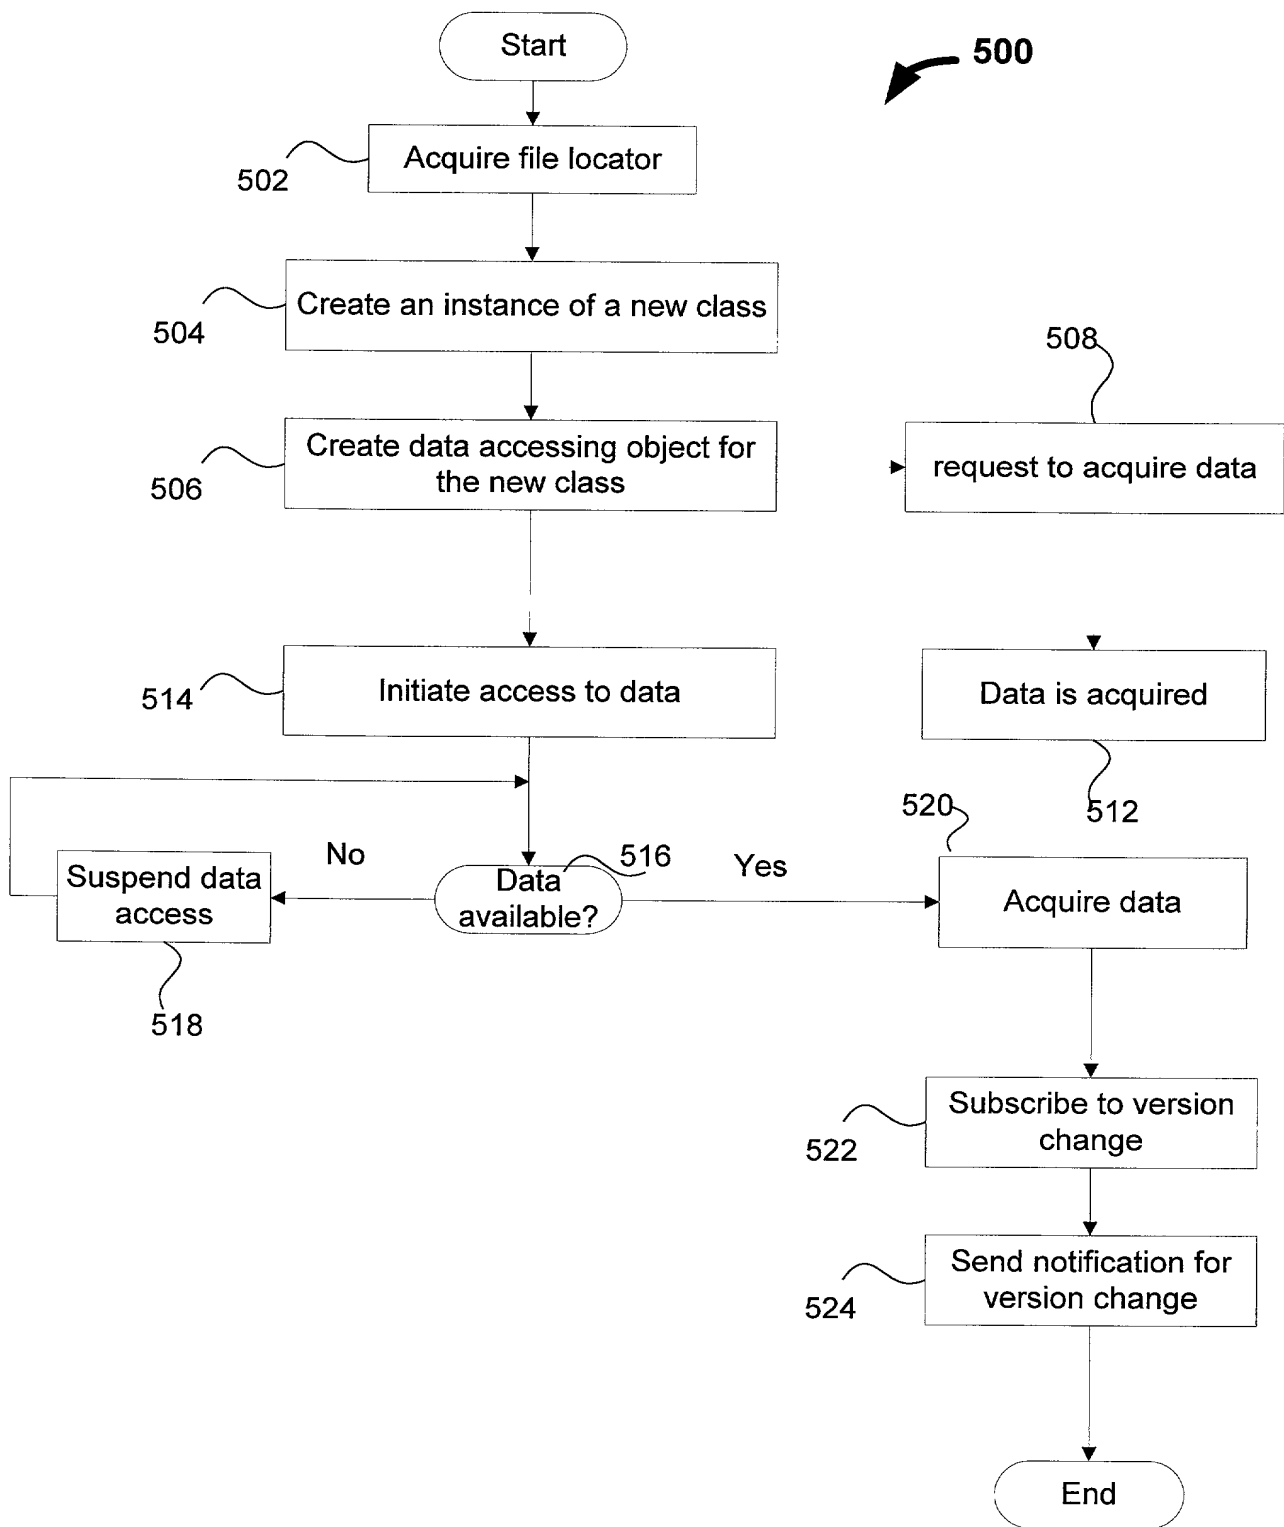 Start
500
Acquire file locator
502
Create an instance of a new class
504
508
Create data accessing object for
the new class
506
request to acquire data
Initiate access to data
514
Data is acquired
512
520
No
516
Yes
Suspend data
access
Data
available?
Acquire data
518
Subscribe to version
change
522
Send notification for
version change
524
End